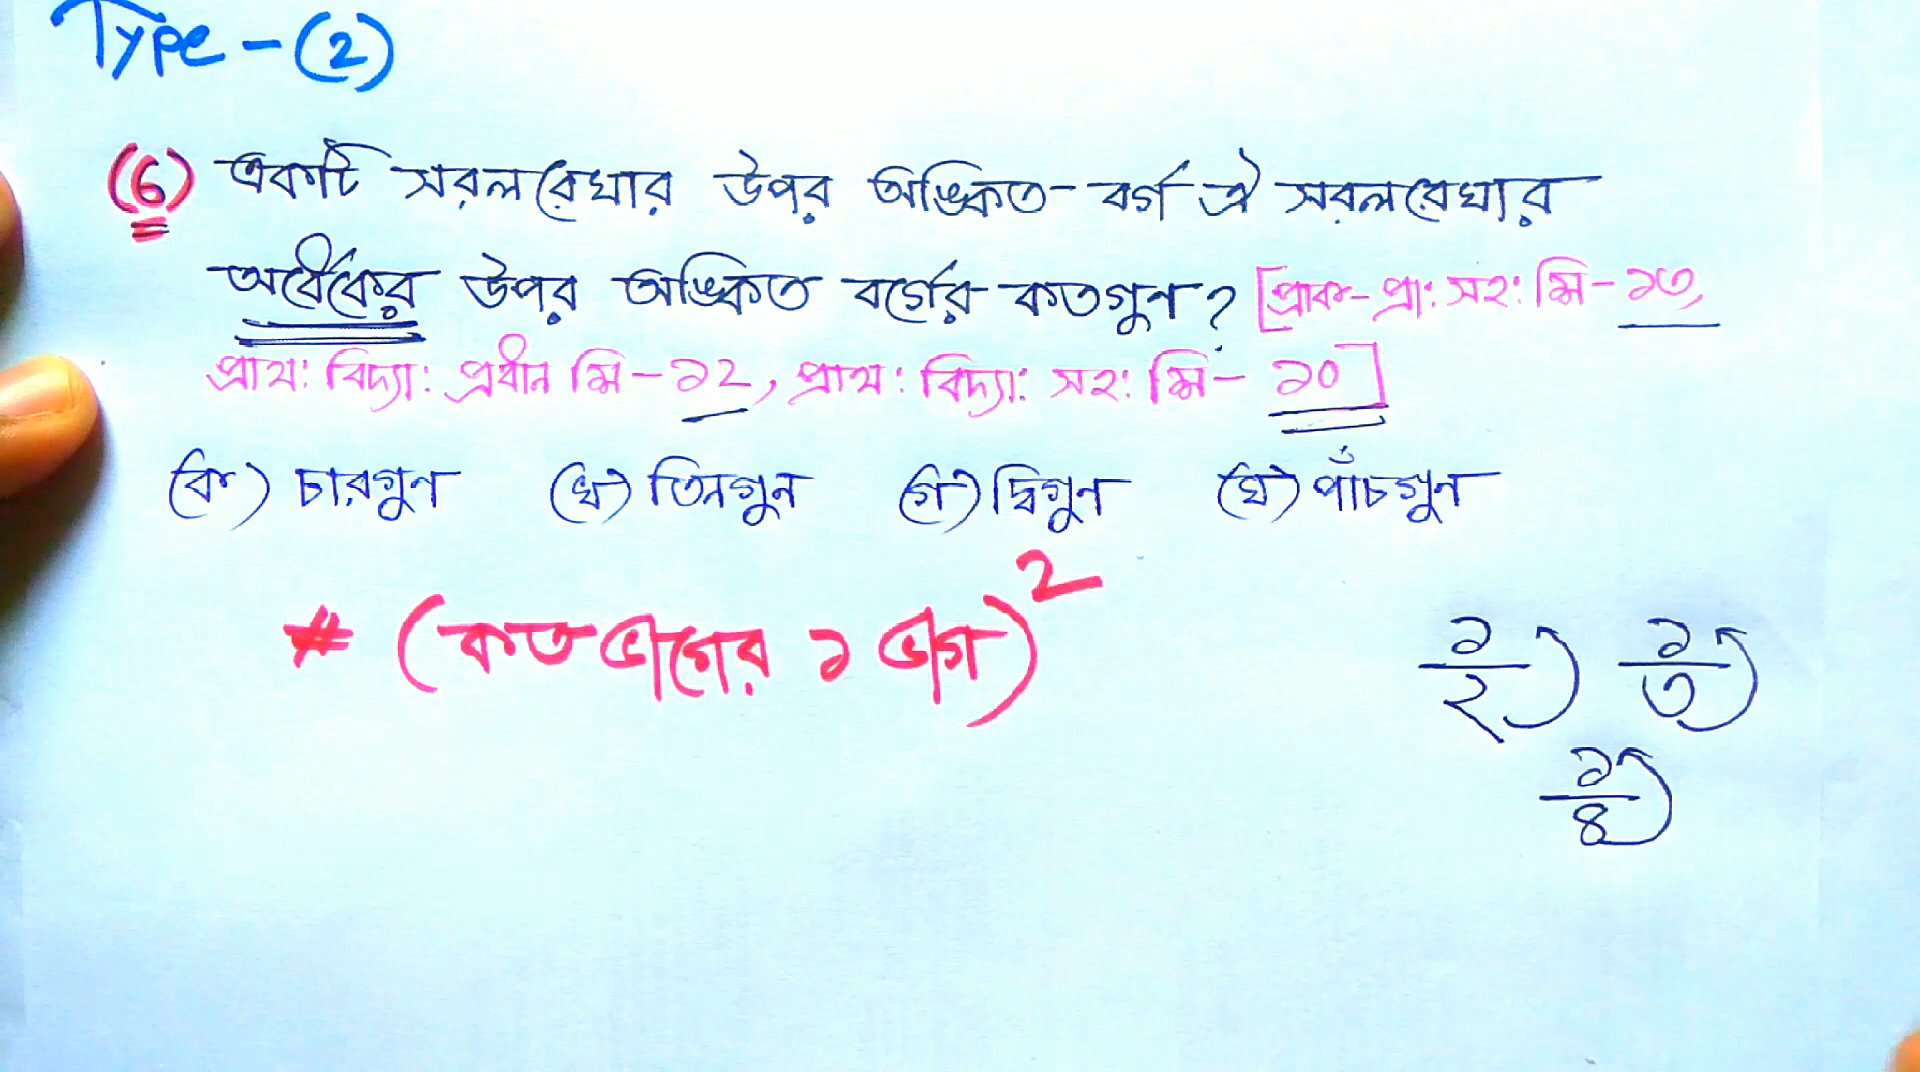 Type - (2)
(6) একটি সরলরেখার উপর অঙ্কিত বর্গ ঐ সরলরেখার
অর্ধেকের উপর অঙ্কিত বর্গের কতগুন? [প্রাক-প্রা: সহ: শি - ১৩,
প্রাথ: বিদ্যা: প্রধান শি - ১২, প্রাথ: বিদ্যা: সহ: শি - ১০]
(ক) চারগুন (খ) তিনগুন (গ) দ্বিগুন (ঘ) পাঁচগুন
* (কত ভাগের ১ ভাগ)²
১/২) ১/৩)
১/৪)